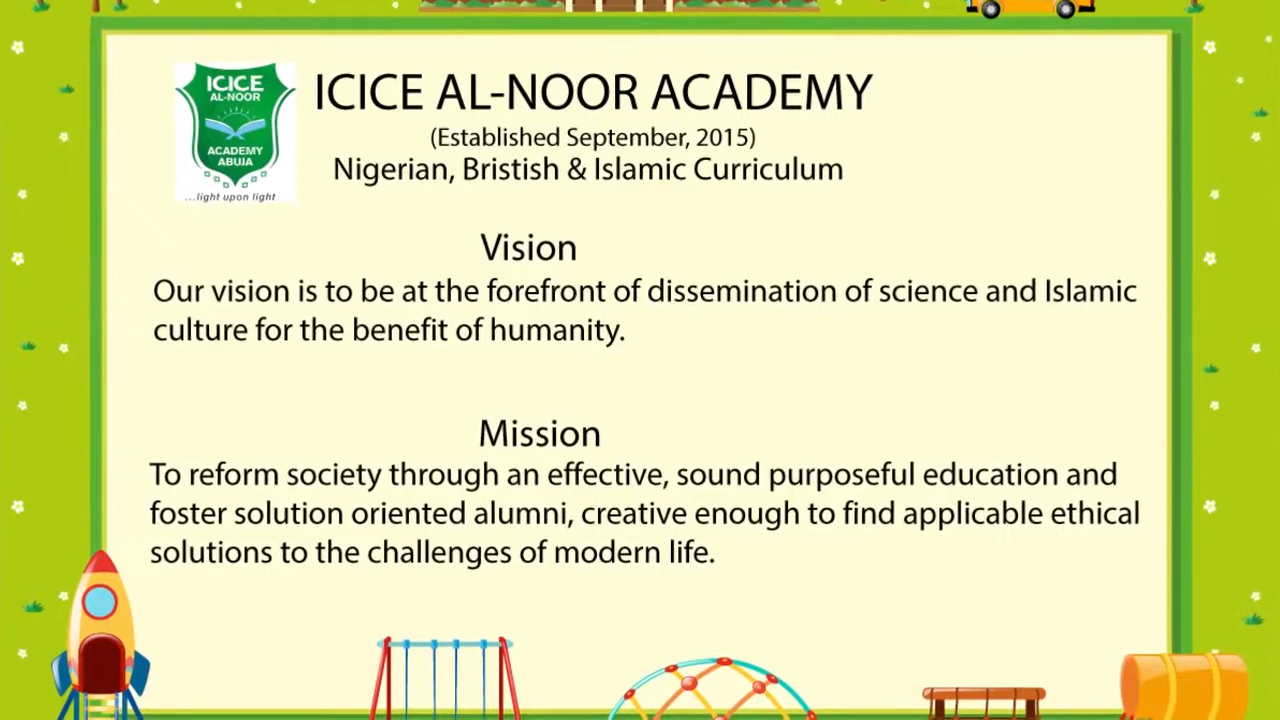 ICICE
AL-NOOR
ACADEMY
ABUJA
...light upon light
ICICE AL-NOOR ACADEMY
(Established September, 2015)
Nigerian, Bristish & Islamic Curriculum
Vision
Our vision is to be at the forefront of dissemination of science and Islamic
culture for the benefit of humanity.
Mission
To reform society through an effective, sound purposeful education and
foster solution oriented alumni, creative enough to find applicable ethical
solutions to the challenges of modern life.